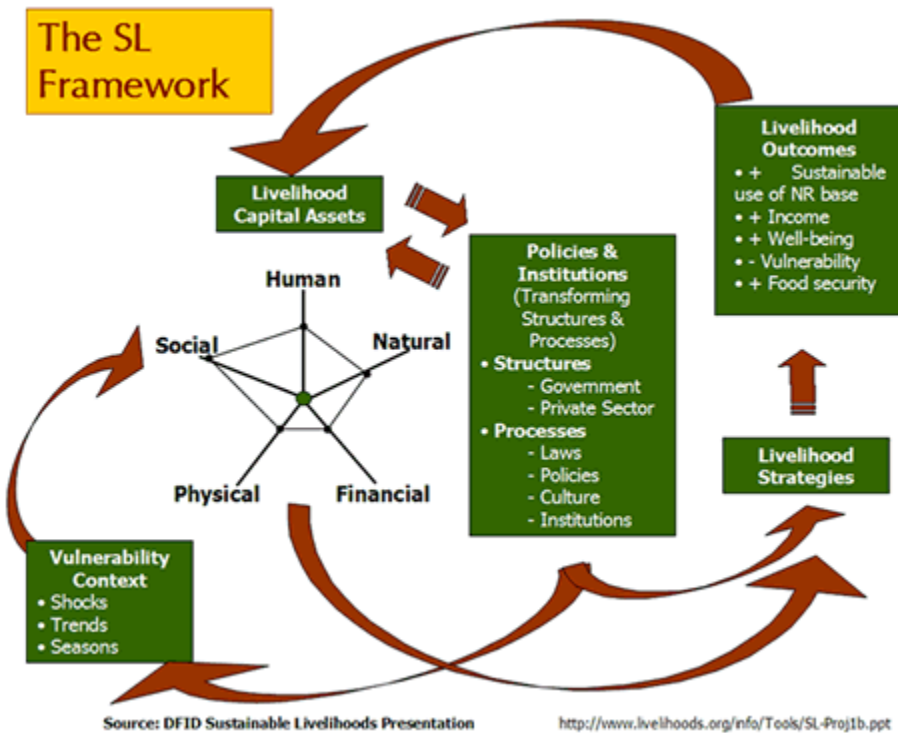 The SL
Framework
Livelihood
Outcomes
• + Sustainable
use of NR base
• + Income
• + Well-being
• - Vulnerability
• + Food security
Livelihood
Capital Assets
Policies &
Institutions
(Transforming
Structures &
Processes)
• Structures
- Government
- Private Sector
• Processes
- Laws
- Policies
- Culture
- Institutions
Human
Social
Natural
Physical
Financial
Livelihood
Strategies
Vulnerability
Context
• Shocks
• Trends
• Seasons
Source: DFID Sustainable Livelihoods Presentation
http://www.livelihoods.org/info/Tools/SL-Proj1b.ppt